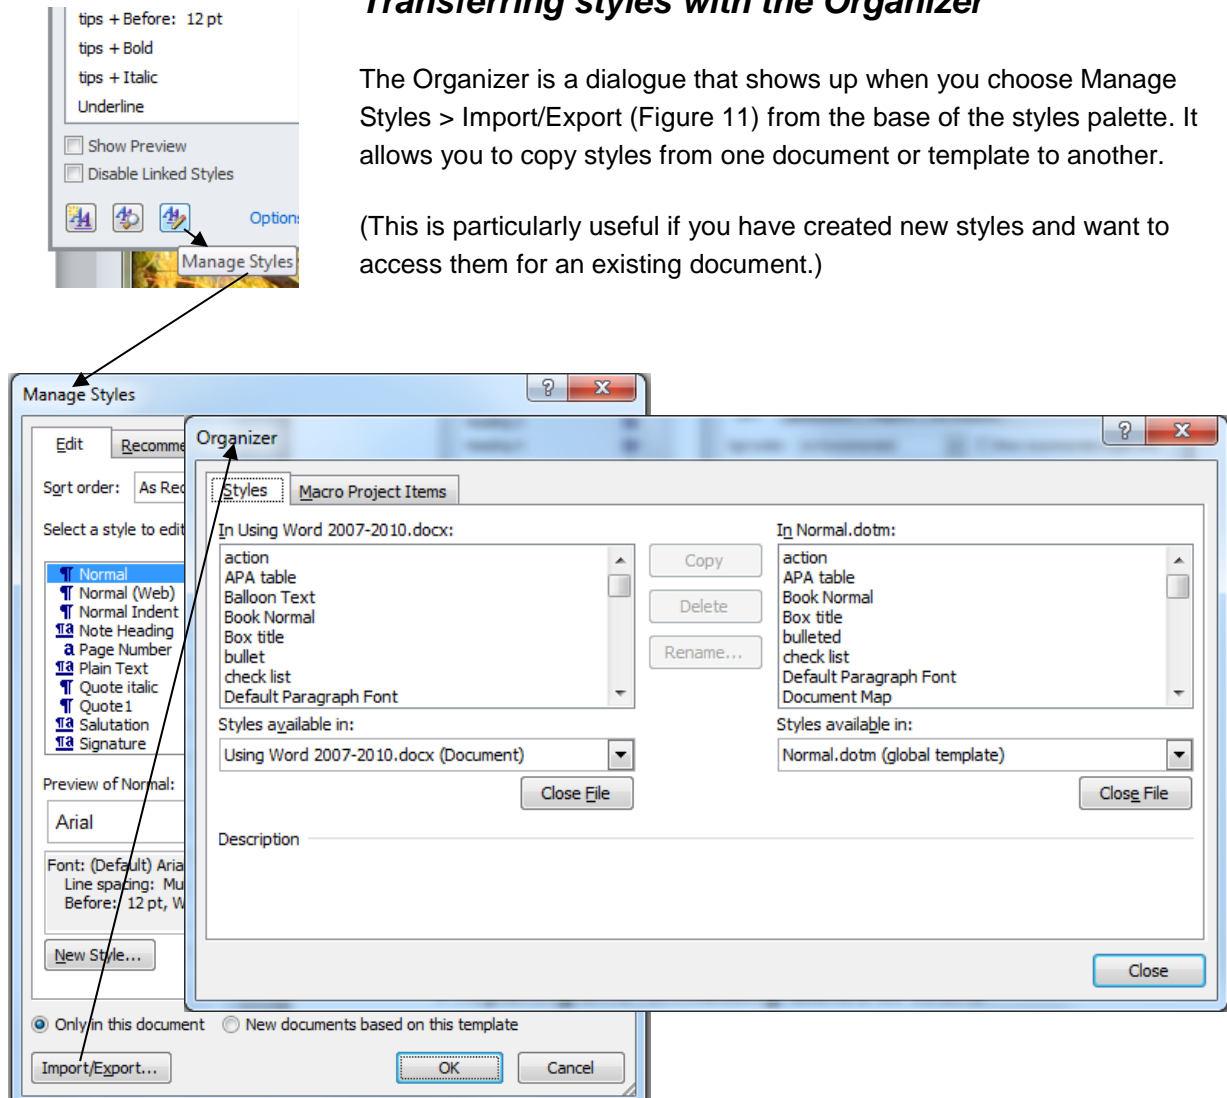 Transferring styles with the Organizer
tips + Before:  12 pt
tips + Bold
tips + Italic
Underline
Show Preview
Disable Linked Styles
Option
Manage Styles
The Organizer is a dialogue that shows up when you choose Manage
Styles > Import/Export (Figure 11) from the base of the styles palette. It
allows you to copy styles from one document or template to another.
(This is particularly useful if you have created new styles and want to
access them for an existing document.)
Manage Styles
Edit
Recomme
Sort order:
As Rec
Select a style to edit
Normal
Normal (Web)
Normal Indent
Note Heading
Page Number
Plain Text
Quote italic
Quote1
Salutation
Signature
Preview of Normal:
Arial
Font: (Default) Aria
Line spacing:  Mu
Before:  12 pt, W
New Style...
Only in this document
New documents based on this template
Import/Export...
OK
Cancel
Organizer
Styles
Macro Project Items
In Using Word 2007-2010.docx:
action
APA table
Balloon Text
Book Normal
Box title
bullet
check list
Default Paragraph Font
Styles available in:
Using Word 2007-2010.docx (Document)
Close File
Copy
Delete
Rename...
In Normal.dotm:
action
APA table
Book Normal
Box title
bulleted
check list
Default Paragraph Font
Document Map
Styles available in:
Normal.dotm (global template)
Close File
Description
Close